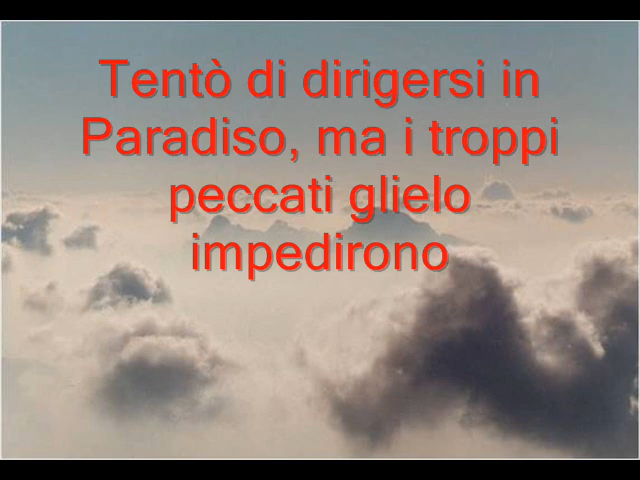 Tentò di dirigersi in
Paradiso, ma i troppi
peccati glielo
impedirono